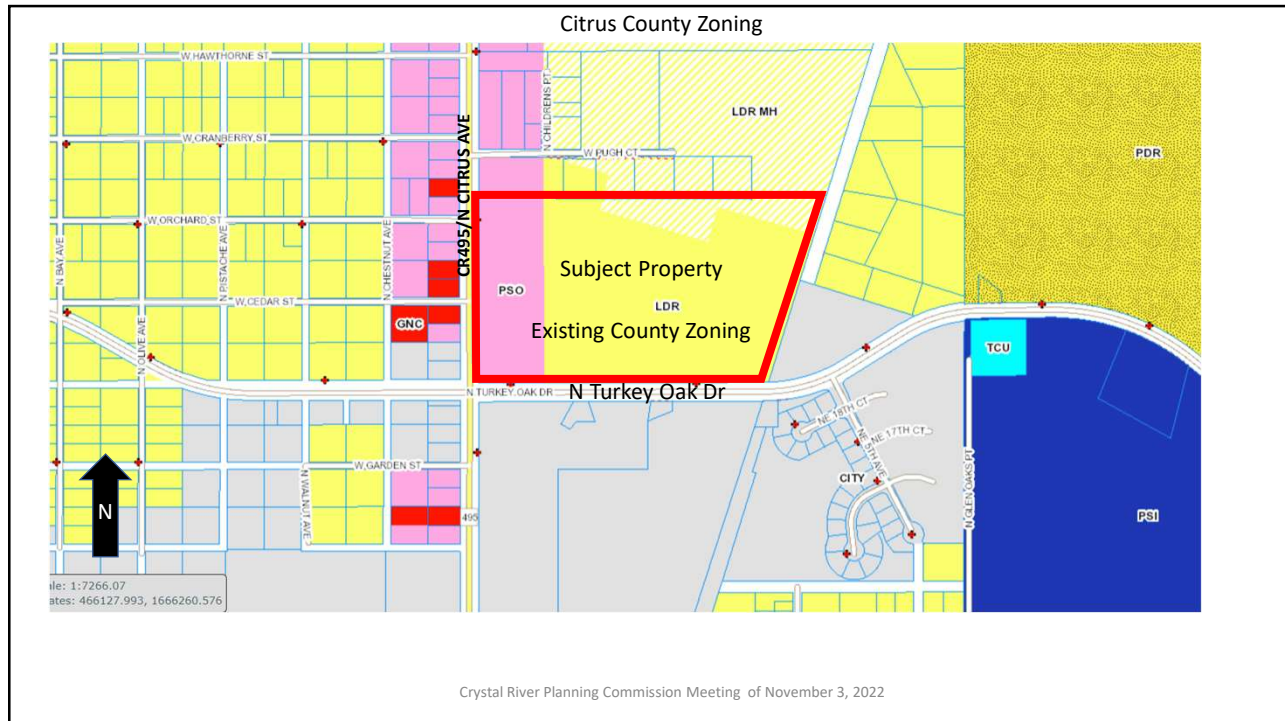 Citrus County Zoning
W.HAWTHORNE ST
W.CRANBERRY,ST
W.ORCHARD ST
W.CEDAR ST
N BAY AVE
N OLIVE AVE
N PISTACHE AVE
N CHESTNUT AVE
CR495/N CITRUS AVE
N CHILDRENS PT
W PUGH CT
LDR MH
PDR
Subject Property
PSO
LDR
Existing County Zoning
GNC
TCU
N TURKEY OAK DR
N Turkey Oak Dr
NE 18TH CT
NE 17TH CT
NE 5TH AVE
W.GARDEN ST
N WALNUT AVE
CITY
N GLEN OAKS PT
PSI
495
N
ale: 1:7266.07
ates: 466127.993, 1666260.576
Crystal River Planning Commission Meeting of November 3, 2022